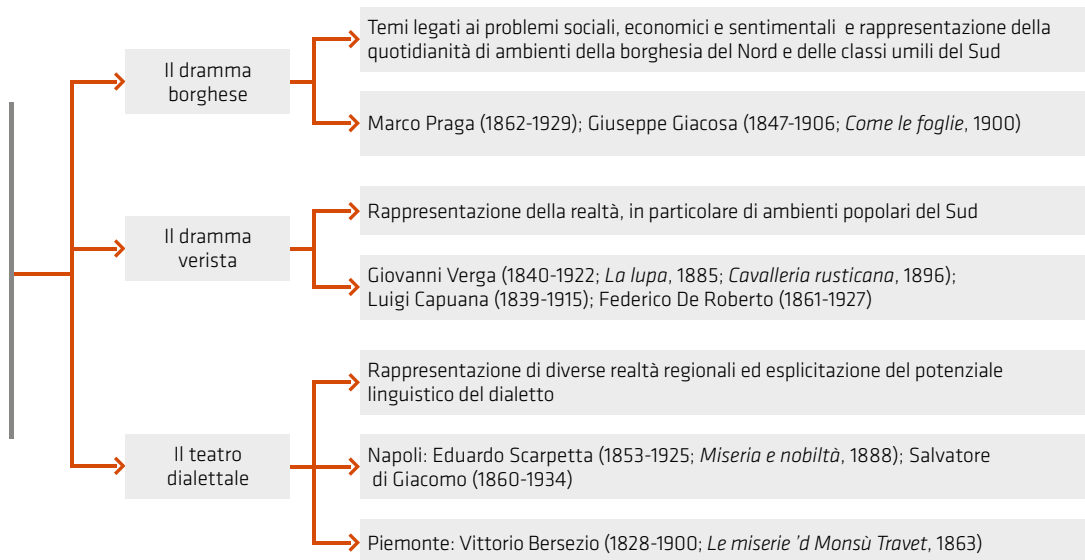 Il dramma
borghese
Temi legati ai problemi sociali, economici e sentimentali e rappresentazione della
quotidianità di ambienti della borghesia del Nord e delle classi umili del Sud
Marco Praga (1862-1929); Giuseppe Giacosa (1847-1906; Come le foglie, 1900)
Il dramma
verista
Rappresentazione della realtà, in particolare di ambienti popolari del Sud
Giovanni Verga (1840-1922; La lupa, 1885; Cavalleria rusticana, 1896);
Luigi Capuana (1839-1915); Federico De Roberto (1861-1927)
Il teatro
dialettale
Rappresentazione di diverse realtà regionali ed esplicitazione del potenziale
linguistico del dialetto
Napoli: Eduardo Scarpetta (1853-1925; Miseria e nobiltà, 1888); Salvatore
di Giacomo (1860-1934)
Piemonte: Vittorio Bersezio (1828-1900; Le miserie 'd Monsù Travet, 1863)